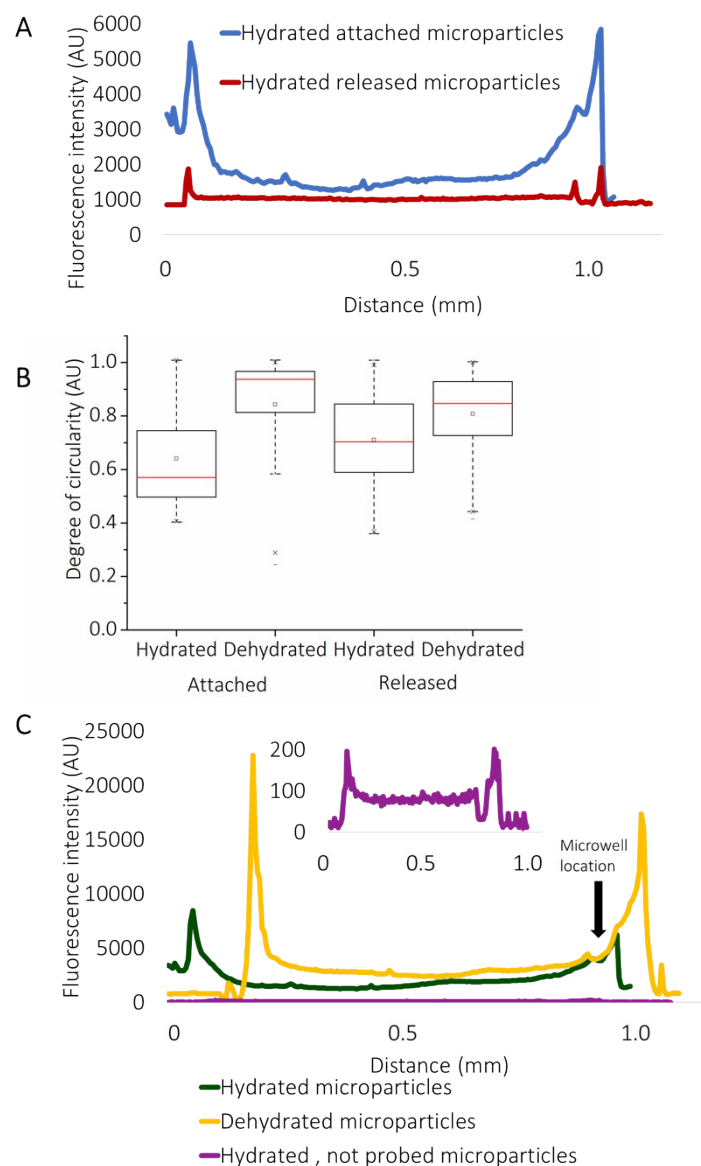 A
6000
5000
4000
3000
2000
1000
0
Fluorescence intensity (AU)
Hydrated attached microparticles
Hydrated released microparticles
0
0.5
1.0
Distance (mm)
B
1.0
0.8
0.6
0.4
0.2
0.0
Degree of circularity (AU)
Hydrated Dehydrated Hydrated Dehydrated
Attached Released
C
25000
20000
15000
10000
5000
0
Fluorescence intensity (AU)
200
100
0
0 0.5 1.0
Microwell
location
0 0.5 1.0
Distance (mm)
Hydrated microparticles
Dehydrated microparticles
Hydrated , not probed microparticles